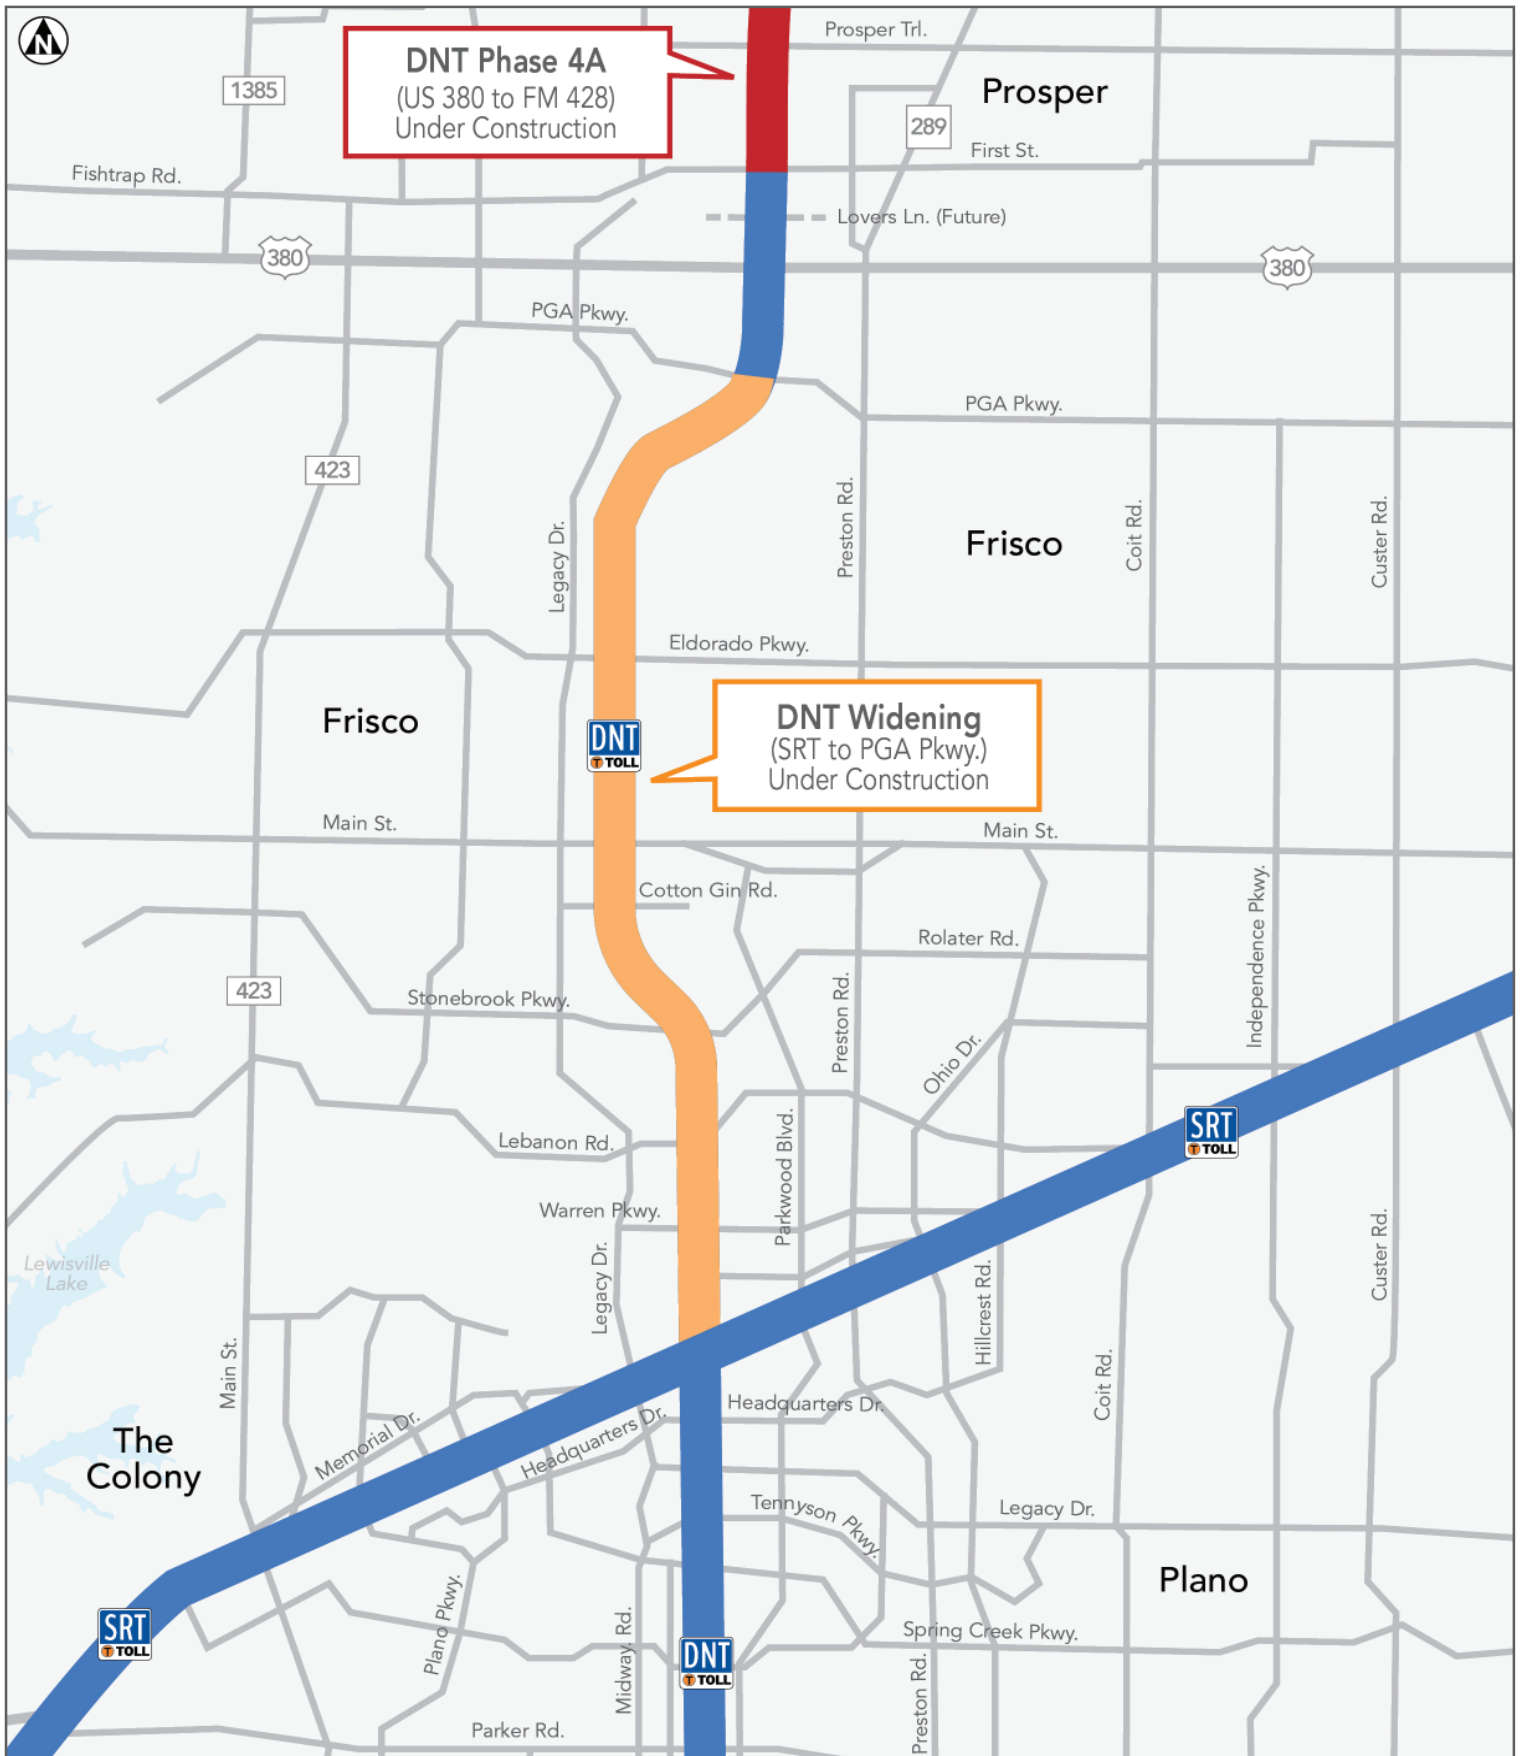 N
Prosper Trl.
DNT Phase 4A
(US 380 to FM 428)
Under Construction
1385
Prosper
289
First St.
Fishtrap Rd.
Lovers Ln. (Future)
380
380
PGA Pkwy.
PGA Pkwy.
423
Preston Rd.
Coit Rd.
Custer Rd.
Legacy Dr.
Frisco
Eldorado Pkwy.
DNT Widening
(SRT to PGA Pkwy.)
Under Construction
Frisco
DNT
T TOLL
Main St.
Main St.
Cotton Gin Rd.
Independence Pkwy.
Rolater Rd.
423
Stonebrook Pkwy.
Preston Rd.
Ohio Dr.
SRT
T TOLL
Lebanon Rd.
Parkwood Blvd.
Warren Pkwy.
Custer Rd.
Lewisville
Lake
Legacy Dr.
Hillcrest Rd.
Main St.
Coit Rd.
Headquarters Dr.
Memorial Dr.
Headquarters Dr.
The
Colony
Tennyson Pkwy.
Legacy Dr.
Plano
SRT
T TOLL
Plano Pkwy.
Midway Rd.
DNT
T TOLL
Spring Creek Pkwy.
Preston Rd.
Parker Rd.